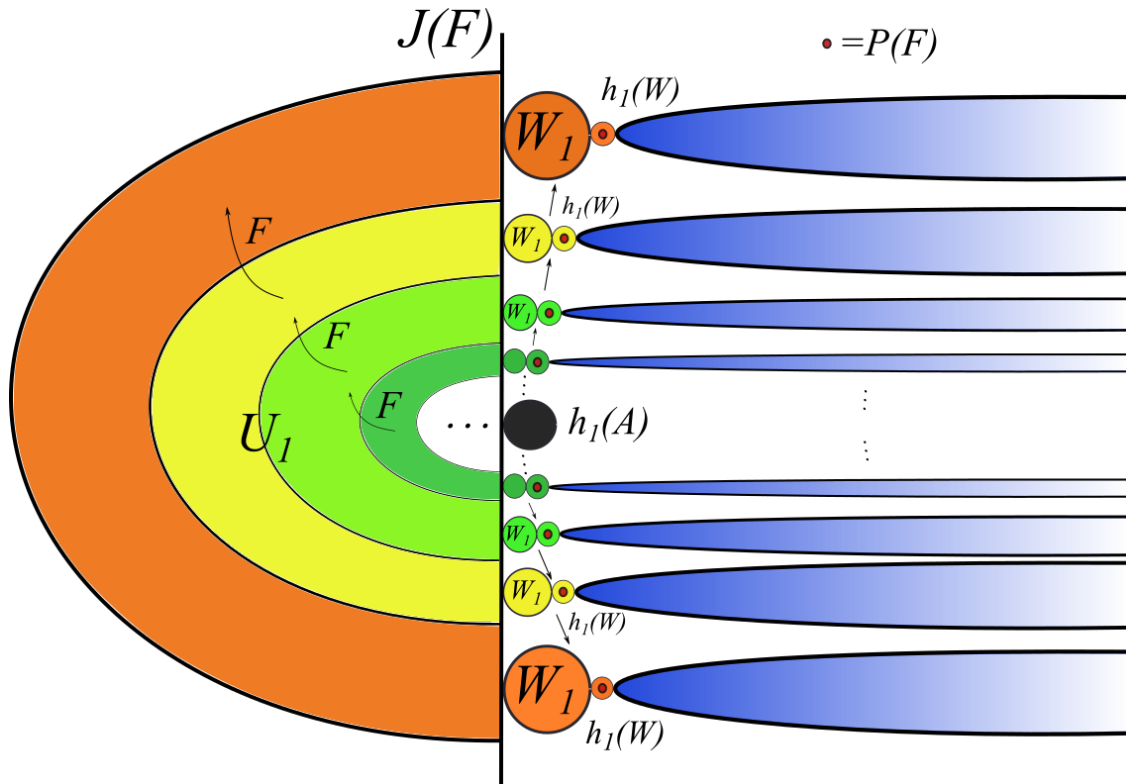 J(F)
=P(F)
h₁(W)
W₁
h₁(W)
F
W₁
W₁
F
F
U₁
...
h₁(A)
...
...
W₁
W₁
h₁(W)
W₁
h₁(W)